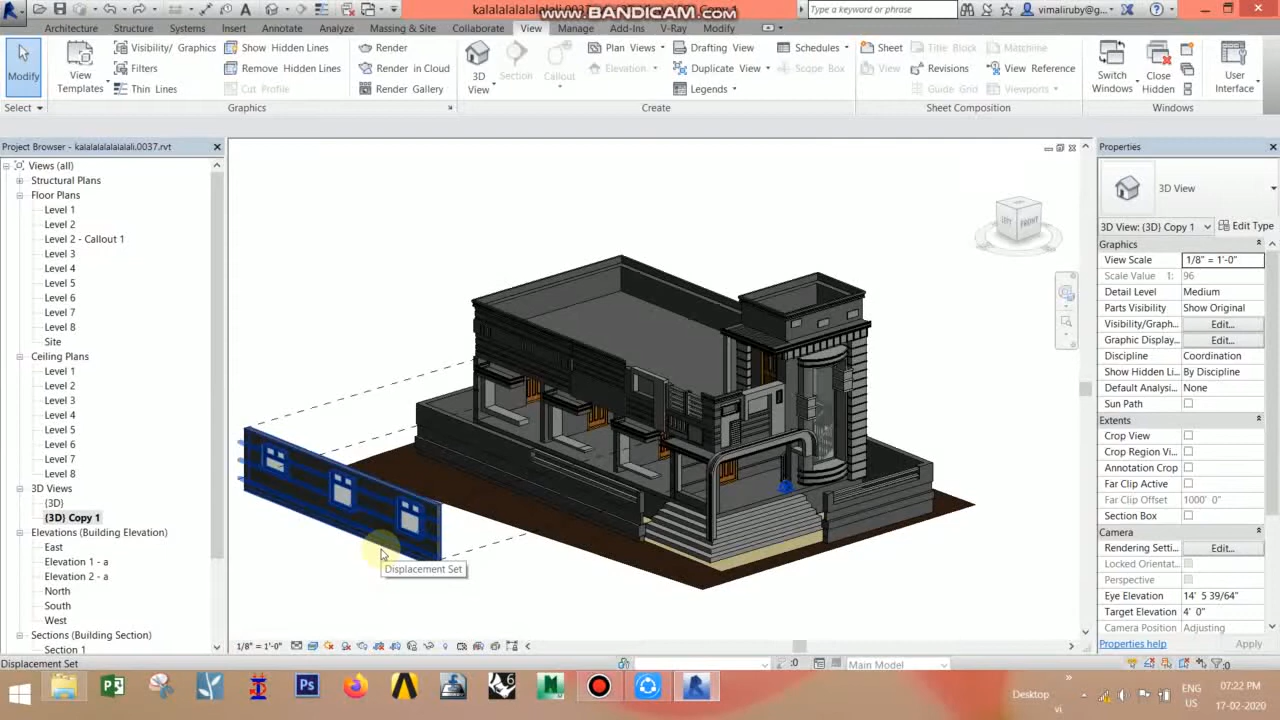 kalalalalalalali.
Copy 1
www.BANDICAM.com
Type a keyword or phrase
vimaliruby@g...
Architecture Structure Systems Insert Annotate Analyze Massing & Site Collaborate View Manage Add-Ins V-Ray Modify
Modify
Select
View
Templates
Visibility/ Graphics
Filters
Thin Lines
Show Hidden Lines
Remove Hidden Lines
Cut Profile
Render
Render in Cloud
Render Gallery
Graphics
3D
View
Section
Callout
Plan Views
Elevation
Drafting View
Duplicate View
Legends
Schedules
Scope Box
Create
Sheet
View
Title Block
Revisions
Guide Grid
Matchline
View Reference
Viewports
Sheet Composition
Switch
Windows
Close
Hidden
User
Interface
Windows
Project Browser - kalalalalalalali.0037.rvt
Views (all)
Structural Plans
Floor Plans
Level 1
Level 2
Level 2 - Callout 1
Level 3
Level 4
Level 5
Level 6
Level 7
Level 8
Site
Ceiling Plans
Level 1
Level 2
Level 3
Level 4
Level 5
Level 6
Level 7
Level 8
3D Views
{3D}
{3D} Copy 1
Elevations (Building Elevation)
East
Elevation 1 - a
Elevation 2 - a
North
South
West
Sections (Building Section)
Section 1
LEFT FRONT
Displacement Set
Properties
3D View
3D View: {3D} Copy 1 Edit Type
Graphics
View Scale 1/8" = 1'-0"
Scale Value 1: 96
Detail Level Medium
Parts Visibility Show Original
Visibility/Graph... Edit...
Graphic Display... Edit...
Discipline Coordination
Show Hidden Li... By Discipline
Default Analysi... None
Sun Path
Extents
Crop View
Crop Region Vi...
Annotation Crop
Far Clip Active
Far Clip Offset 1000' 0"
Section Box
Camera
Rendering Setti... Edit...
Locked Orientat...
Perspective
Eye Elevation 14' 5 39/64"
Target Elevation 4' 0"
Camera Position Adjusting
Properties help Apply
1/8" = 1'-0"
Displacement Set
:0 Main Model :0
Desktop
vi
ENG
US
07:22 PM
17-02-2020